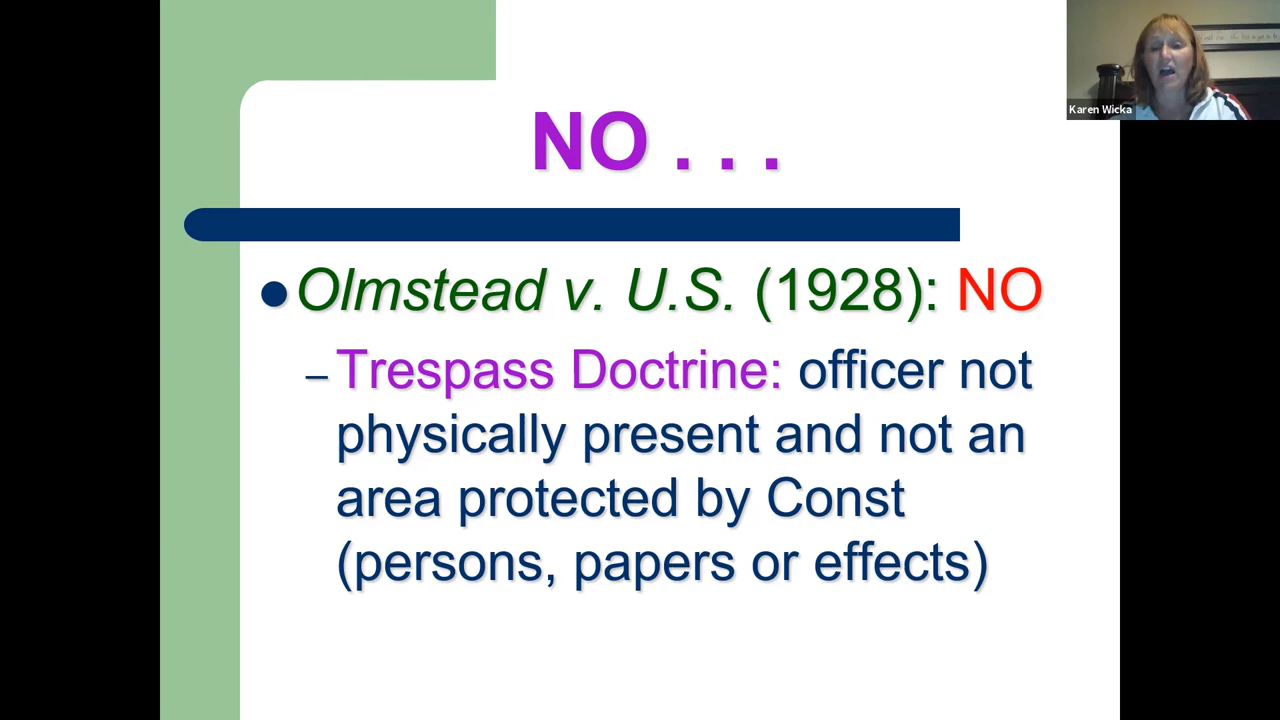 NO . . .
Olmstead v. U.S. (1928): NO
– Trespass Doctrine: officer not
physically present and not an
area protected by Const
(persons, papers or effects)
Karen Wicka